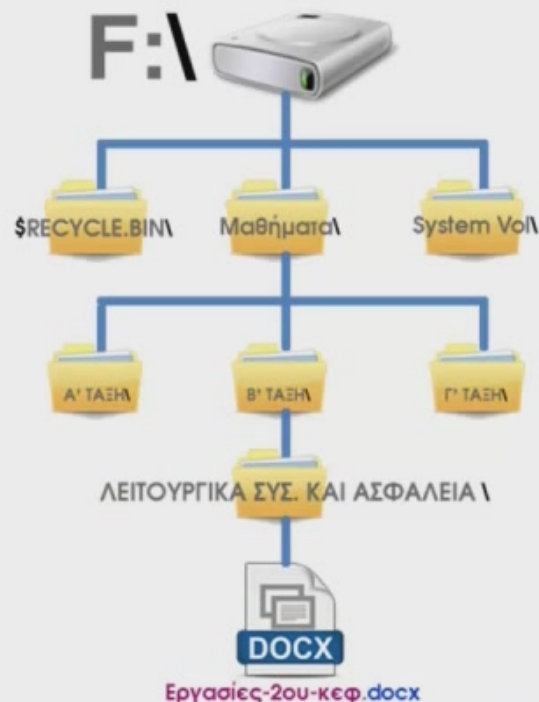 F:\
$RECYCLE.BIN\ Μαθήματα\ System Vol\
Α' ΤΑΞΗ\ Β' ΤΑΞΗ\ Γ' ΤΑΞΗ\
ΛΕΙΤΟΥΡΓΙΚΑ ΣΥΣ. ΚΑΙ ΑΣΦΑΛΕΙΑ \
DOCX
Εργασίες-2ου-κεφ.docx